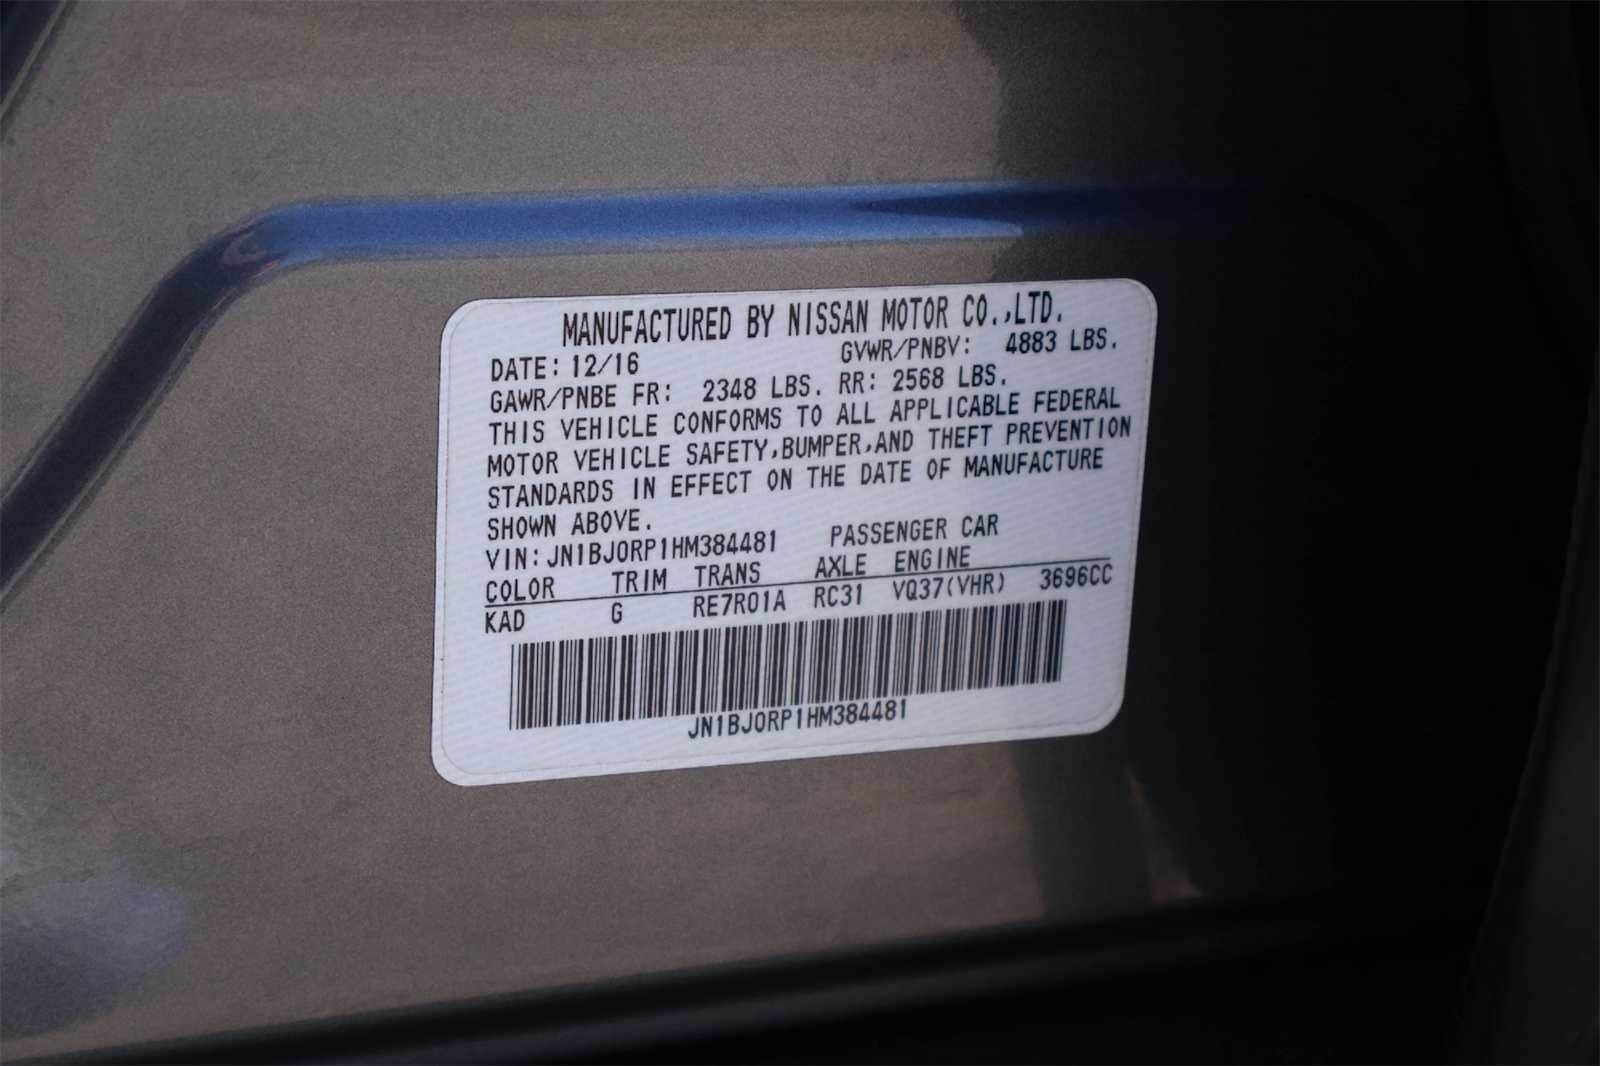 MANUFACTURED BY NISSAN MOTOR CO.,LTD.
DATE: 12/16 GVWR/PNBV: 4883 LBS.
GAWR/PNBE FR: 2348 LBS. RR: 2568 LBS.
THIS VEHICLE CONFORMS TO ALL APPLICABLE FEDERAL
MOTOR VEHICLE SAFETY,BUMPER,AND THEFT PREVENTION
STANDARDS IN EFFECT ON THE DATE OF MANUFACTURE
SHOWN ABOVE.
VIN: JN1BJ0RP1HM384481 PASSENGER CAR
COLOR TRIM TRANS AXLE ENGINE
KAD G RE7R01A RC31 VQ37(VHR) 3696CC
JN1BJ0RP1HM384481